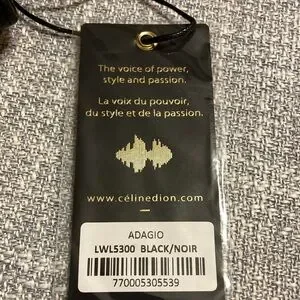 The voice of power,
style and passion.
La voix du pouvoir,
du style et de la passion.
www.célinedion.com
ADAGIO
LWL5300 BLACK/NOIR
770005305539